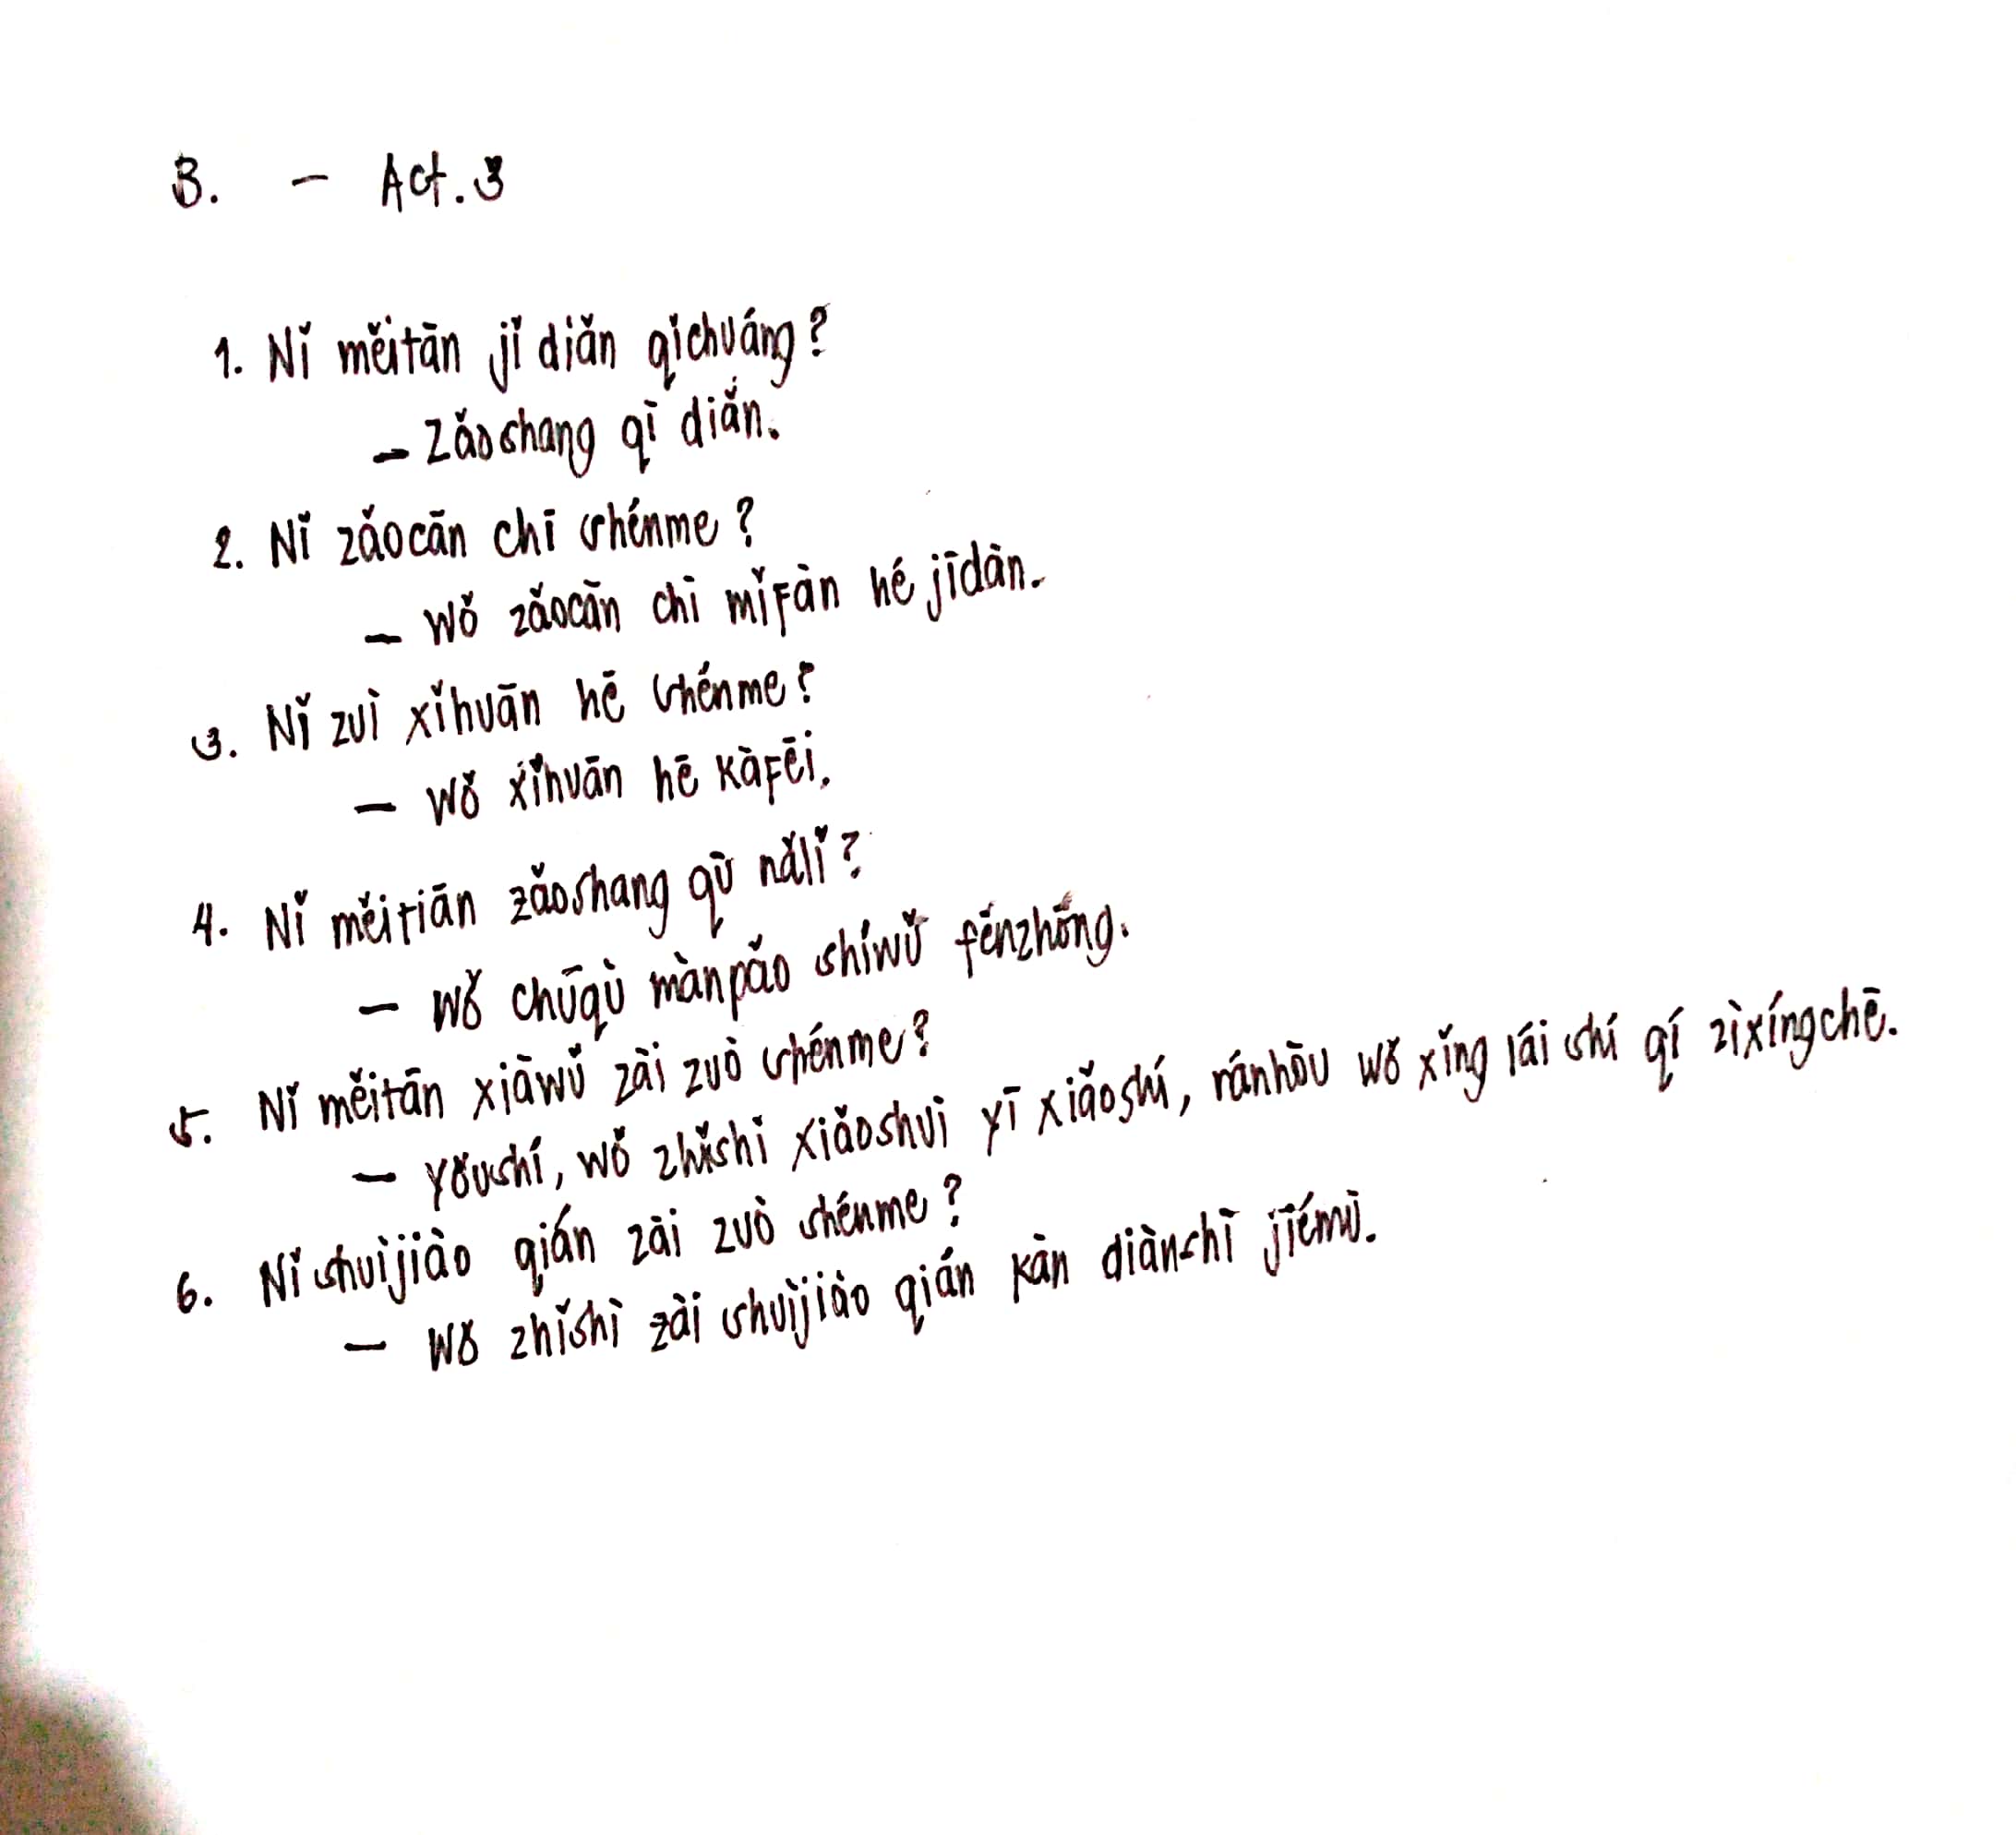 B. - Act. 3
1. Nǐ měitān jǐ diǎn qǐchuáng?
- Zǎoshang qī diǎn.
2. Nǐ zǎocān chī shénme?
- Wǒ zǎocān chī mǐfàn hé jīdàn.
3. Nǐ zuì xǐhuān hē shénme?
- Wǒ xǐhuān hē kāfēi.
4. Nǐ měitiān zǎoshang qù nǎlǐ?
- Wǒ chūqù mànpǎo shíwǔ fēnzhōng.
5. Nǐ měitān xiàwǔ zài zuò shénme?
- Yǒushí, wǒ zhǐshì xiǎoshuì yī xiǎoshí, ránhòu wǒ xǐng lái shí qí zìxíngchē.
6. Nǐ shuìjiào qián zài zuò shénme?
- Wǒ zhǐshì zài shuìjiào qián kàn diànshì jiémù.